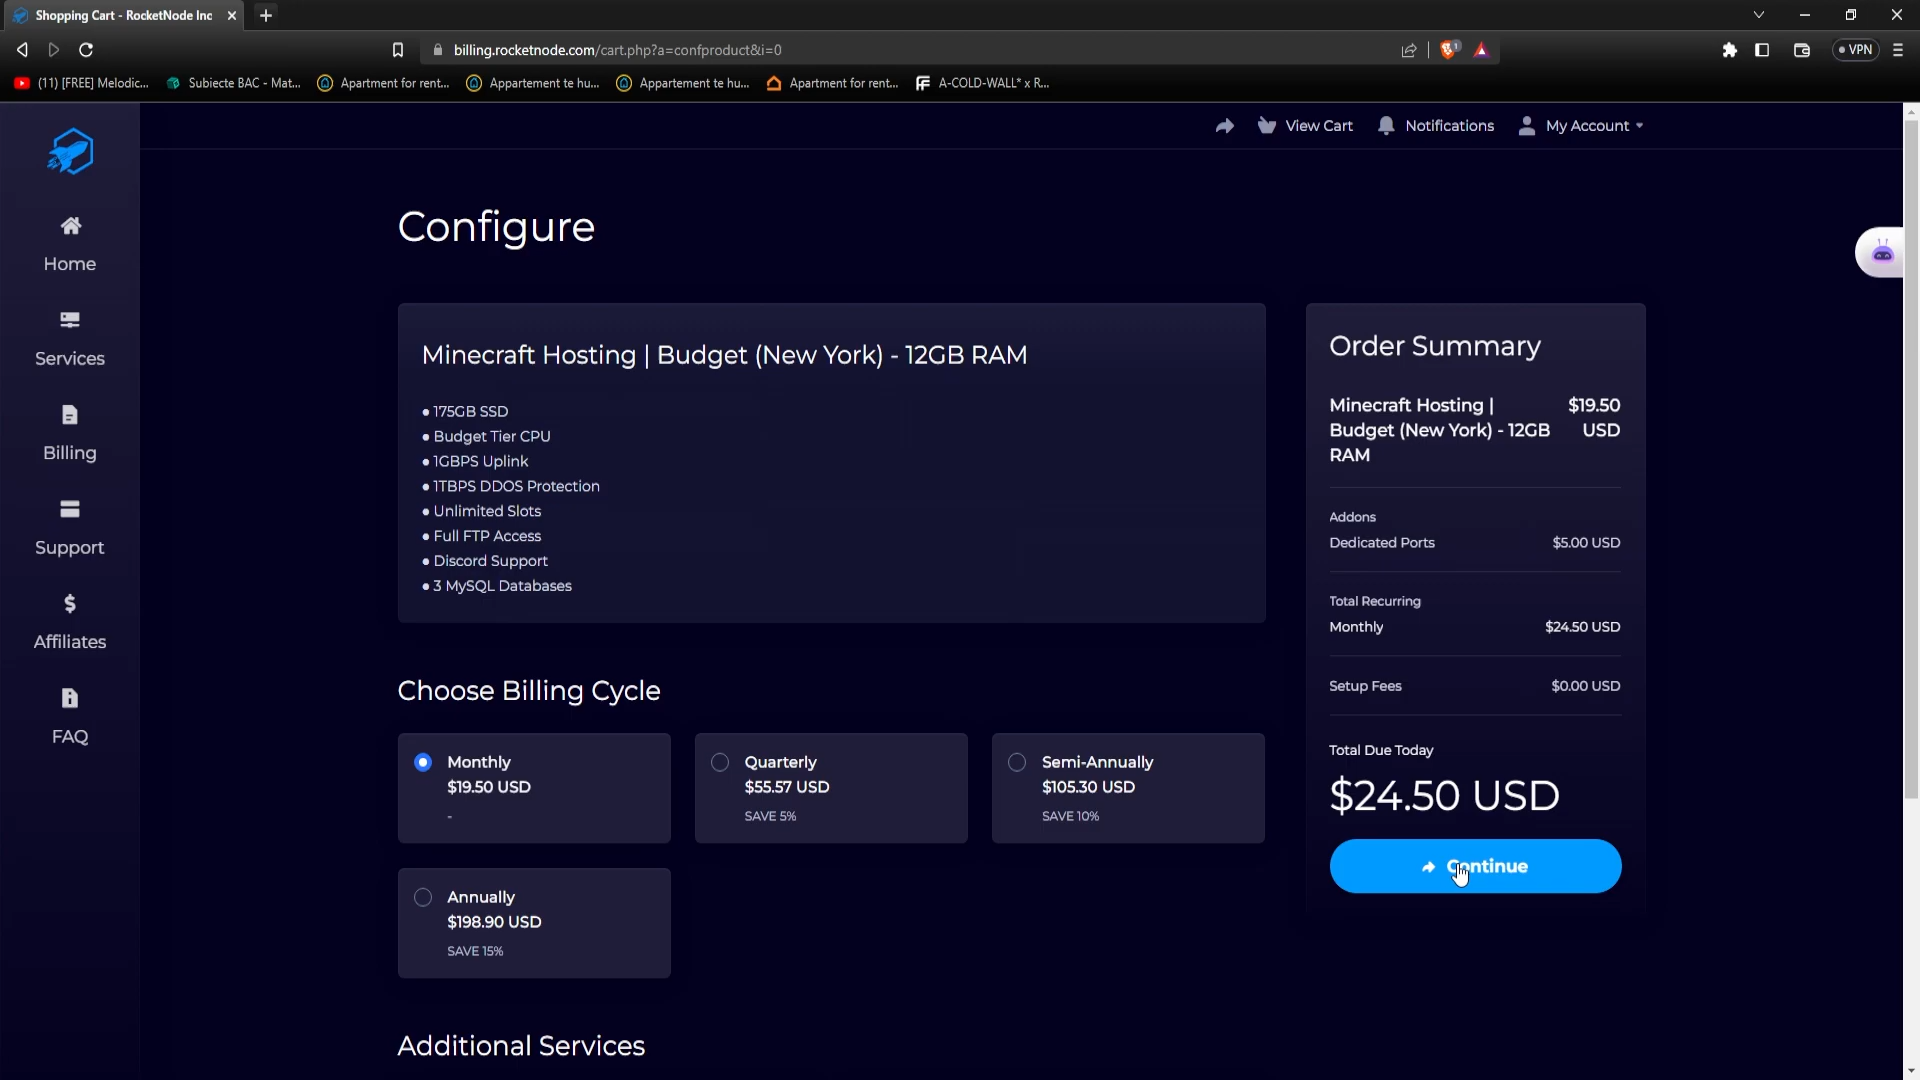 Shopping Cart - RocketNode Inc
billing.rocketnode.com/cart.php?a=confproduct&i=0
VPN
(11) [FREE] Melodic...
Subiecte BAC - Mat...
Apartment for rent...
Appartement te hu...
Appartement te hu...
Apartment for rent...
A-COLD-WALL* x R...
View Cart
Notifications
My Account
Home
Services
Billing
Support
Affiliates
FAQ
Configure
Minecraft Hosting | Budget (New York) - 12GB RAM
• 175GB SSD
• Budget Tier CPU
• 1GBPS Uplink
• 1TBPS DDOS Protection
• Unlimited Slots
• Full FTP Access
• Discord Support
• 3 MySQL Databases
Choose Billing Cycle
Monthly
$19.50 USD
-
Quarterly
$55.57 USD
SAVE 5%
Semi-Annually
$105.30 USD
SAVE 10%
Annually
$198.90 USD
SAVE 15%
Additional Services
Order Summary
Minecraft Hosting | $19.50
Budget (New York) - 12GB USD
RAM
Addons
Dedicated Ports $5.00 USD
Total Recurring
Monthly $24.50 USD
Setup Fees $0.00 USD
Total Due Today
$24.50 USD
Continue